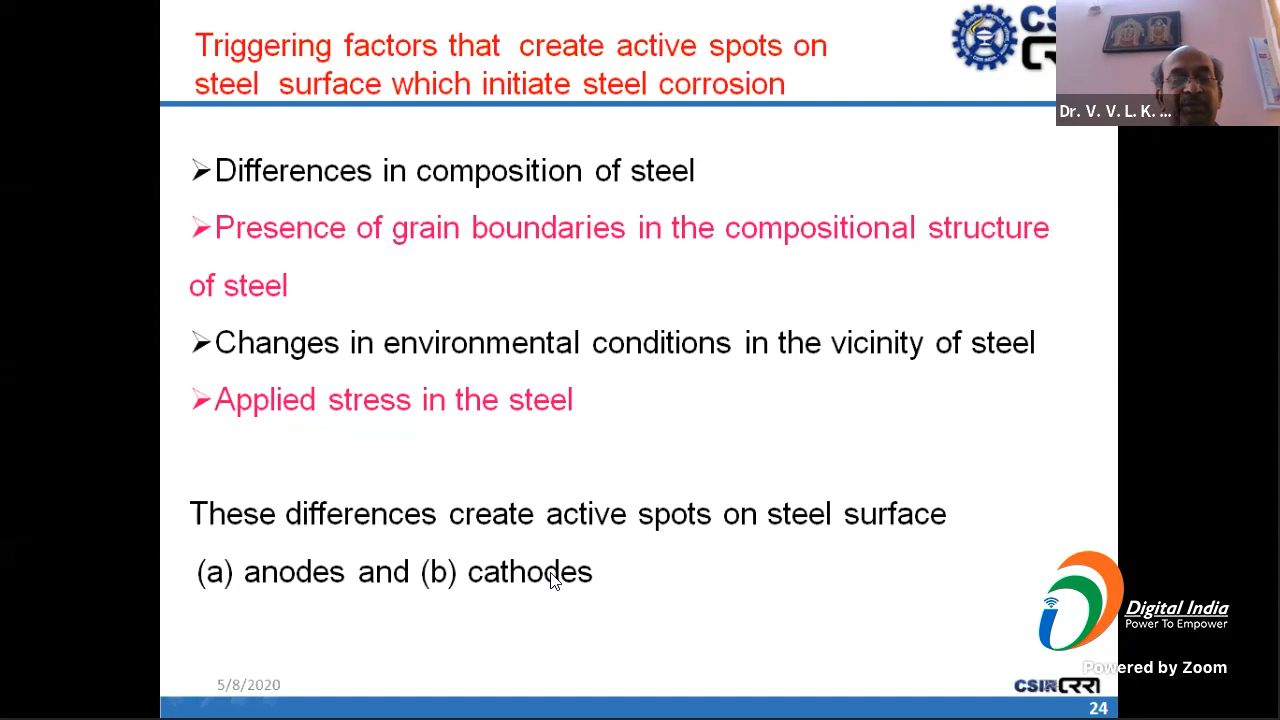 Triggering factors that create active spots on
steel surface which initiate steel corrosion
CS
Dr. V. V. L. K. ...
Differences in composition of steel
Presence of grain boundaries in the compositional structure
of steel
Changes in environmental conditions in the vicinity of steel
Applied stress in the steel
These differences create active spots on steel surface
(a) anodes and (b) cathodes
Digital India
Power To Empower
Powered by Zoom
5/8/2020
CSIR CRRI
24